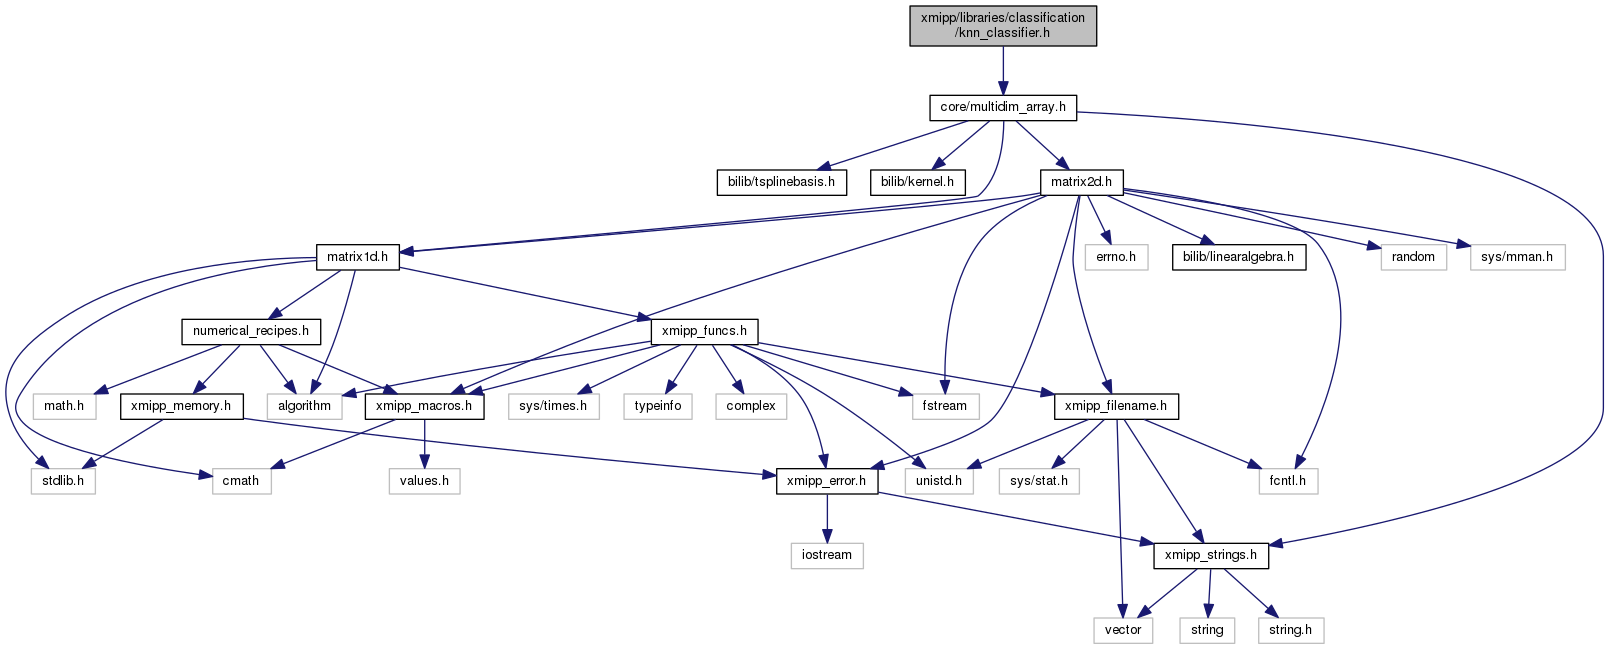 xmipp/libraries/classification
/knn_classifier.h
core/multidim_array.h
bilib/tsplinebasis.h
bilib/kernel.h
matrix2d.h
matrix1d.h
errno.h
bilib/linearalgebra.h
random
sys/mman.h
numerical_recipes.h
xmipp_funcs.h
math.h
xmipp_memory.h
algorithm
xmipp_macros.h
sys/times.h
typeinfo
complex
fstream
xmipp_filename.h
stdlib.h
cmath
values.h
xmipp_error.h
unistd.h
sys/stat.h
fcntl.h
iostream
xmipp_strings.h
vector
string
string.h